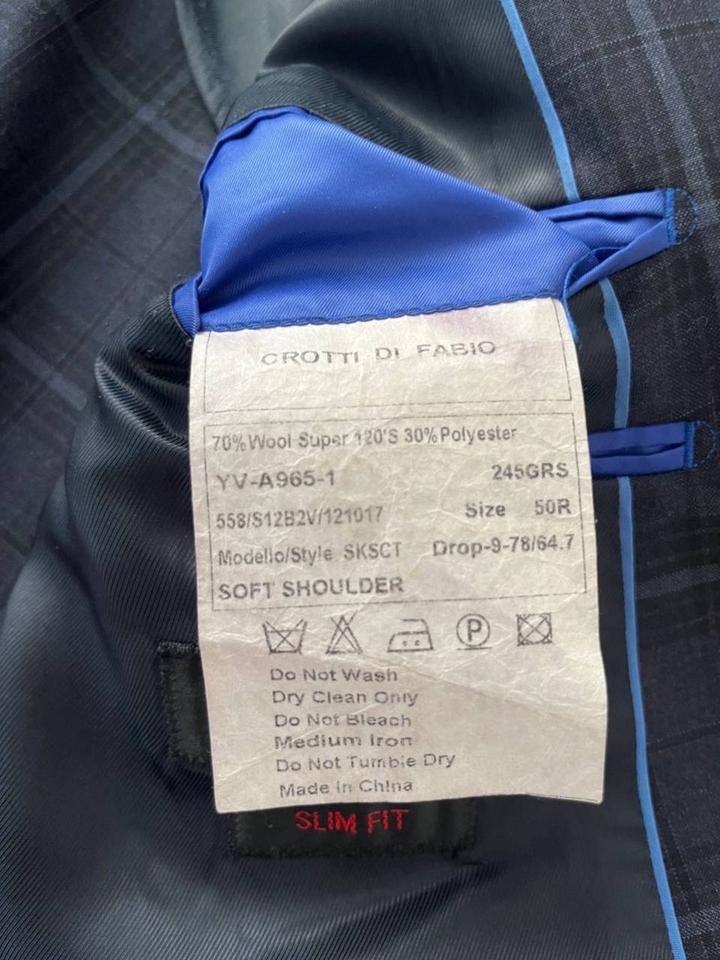 CROTTI DI FABIO
70% Wool Super 120'S 30% Polyester
YV-A965-1 245GRS
558/S12B2V/121017 Size 50R
Modello/Style SKSCT Drop-9-78/64.7
SOFT SHOULDER
P
Do Not Wash
Dry Clean Only
Do Not Bleach
Medium Iron
Do Not Tumble Dry
Made In China
SLIM FIT